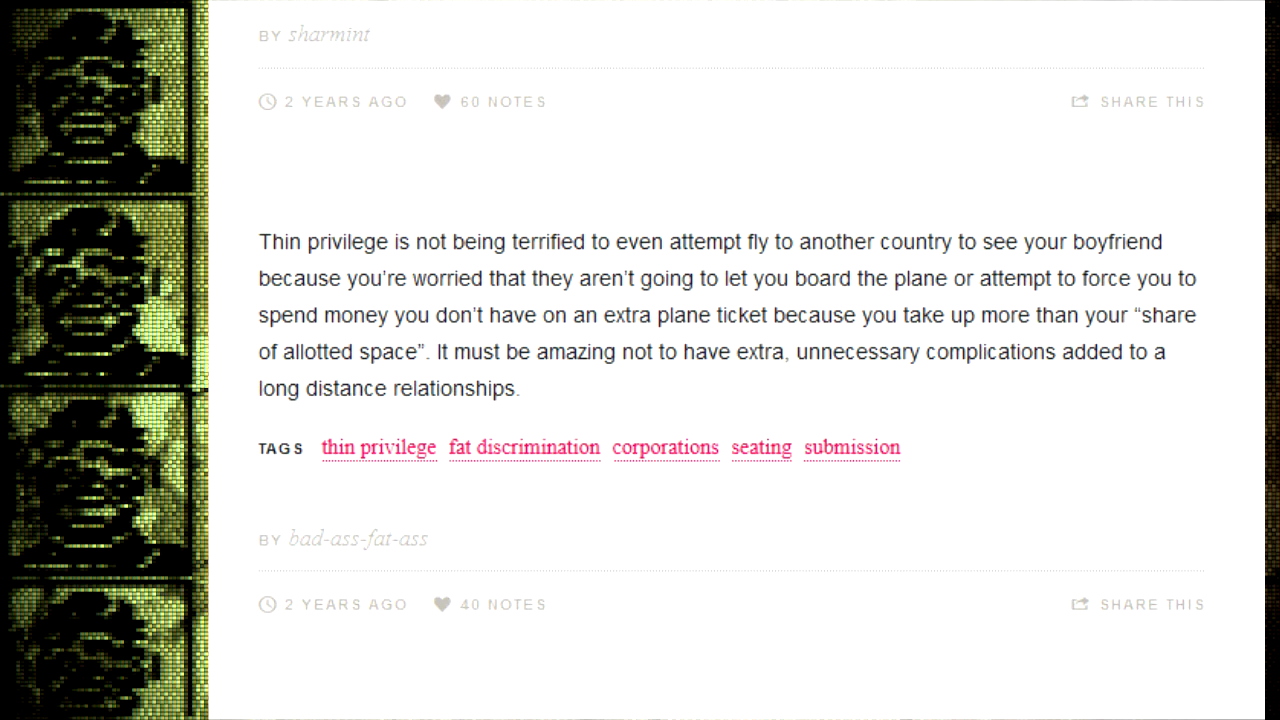 BY sharmint
2 YEARS AGO 60 NOTES SHARE THIS
Thin privilege is not being terrified to even attempt fly to another country to see your boyfriend
because you’re worried that they aren’t going to let you board the plane or attempt to force you to
spend money you don’t have on an extra plane ticket because you take up more than your “share
of allotted space”. It must be amazing not to have extra, unnecessary complications added to a
long distance relationships.
TAGS thin privilege fat discrimination corporations seating submission
BY bad-ass-fat-ass
2 YEARS AGO 40 NOTES SHARE THIS